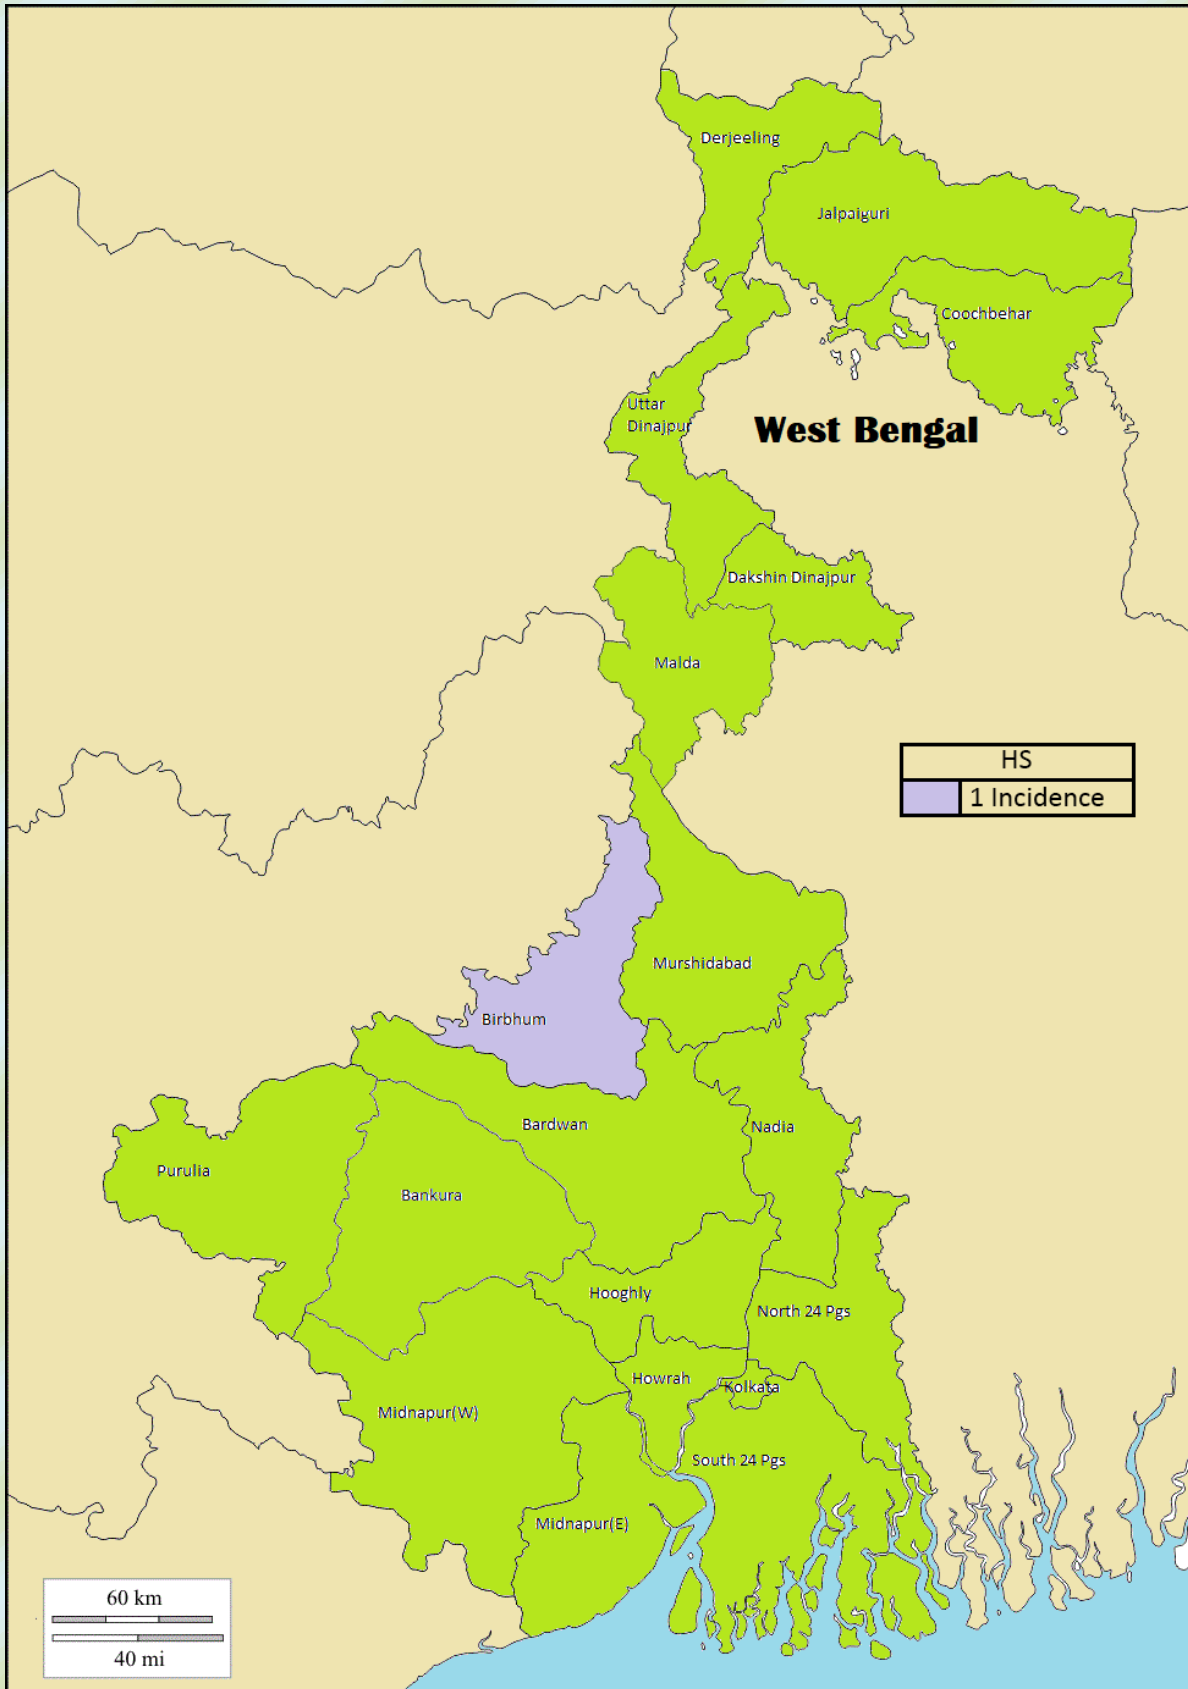 Derjeeling
Jalpaiguri
Coochbehar
Uttar
Dinajpur
West Bengal
Dakshin Dinajpur
Malda
HS
1 Incidence
Murshidabad
Birbhum
Bardwan
Nadia
Purulia
Bankura
Hooghly
North 24 Pgs
Howrah
Kolkata
Midnapur(W)
South 24 Pgs
Midnapur(E)
60 km
40 mi